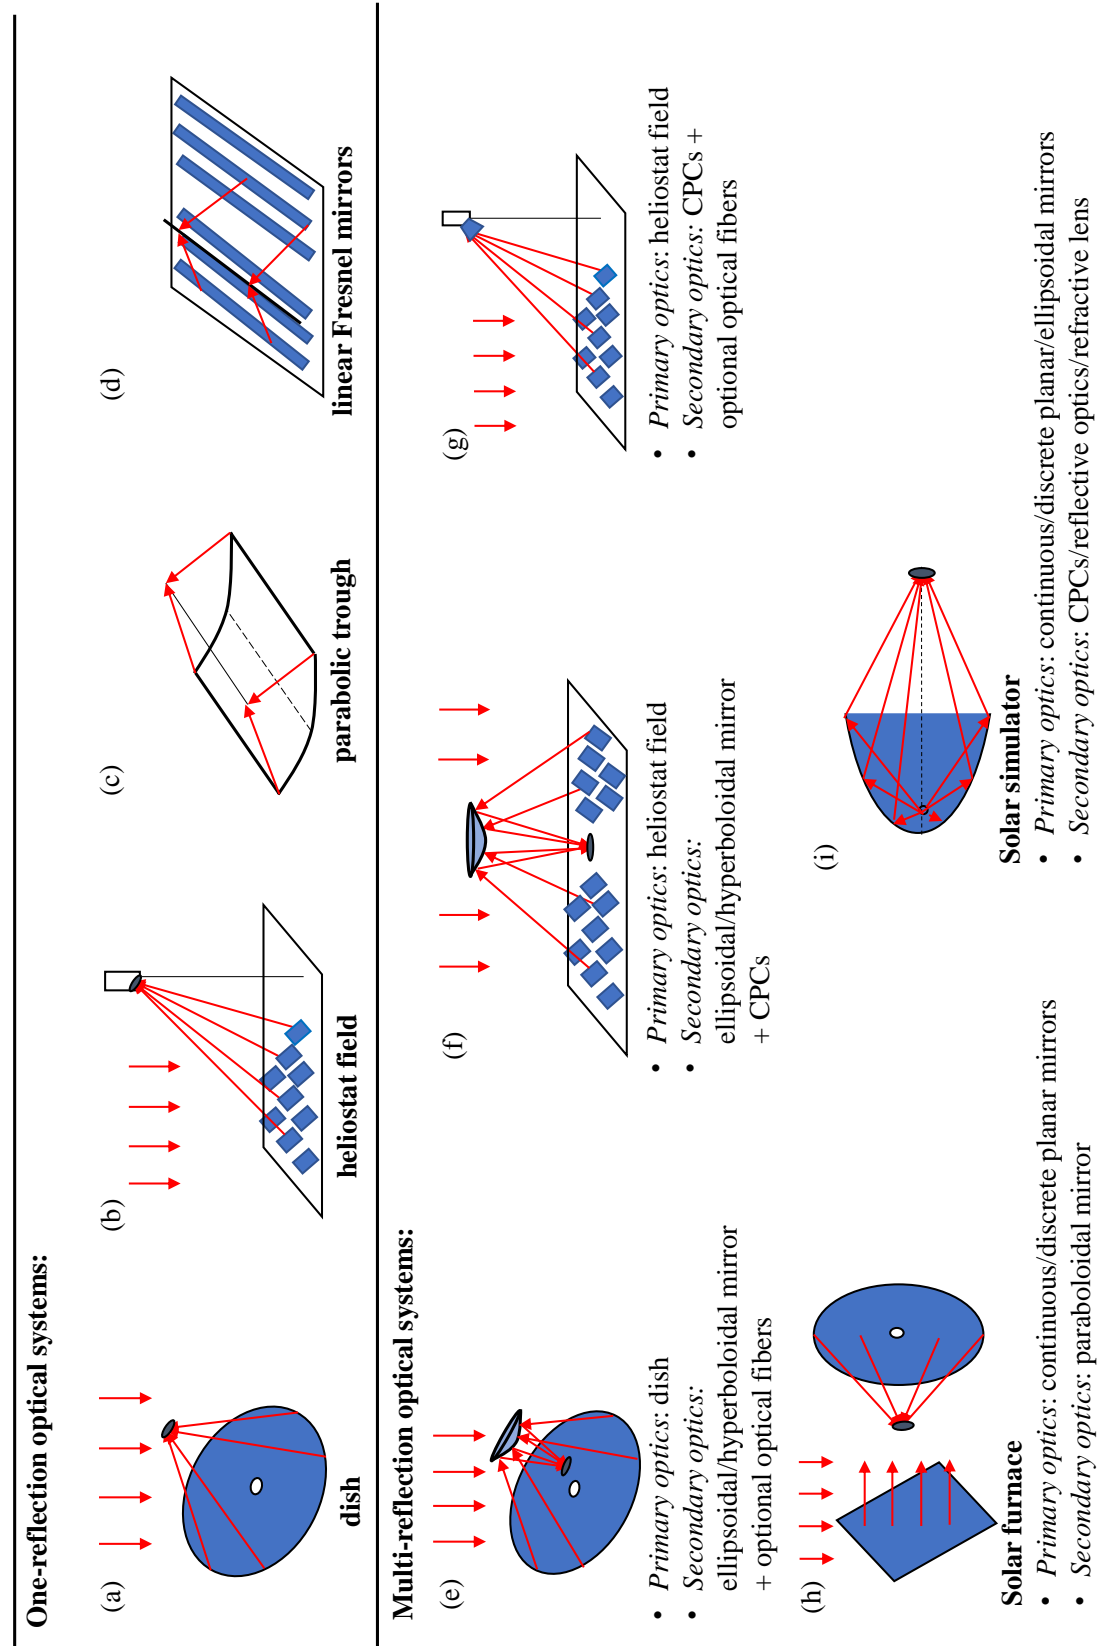 One-reflection optical systems:
(a)
(b)
(c)
(d)
dish
heliostat field
parabolic trough
linear Fresnel mirrors
Multi-reflection optical systems:
(e)
(f)
(g)
• Primary optics: dish
• Secondary optics:
ellipsoidal/hyperboloidal mirror
+ optional optical fibers
• Primary optics: heliostat field
• Secondary optics:
ellipsoidal/hyperboloidal mirror
+ CPCs
• Primary optics: heliostat field
• Secondary optics: CPCs +
optional optical fibers
(h)
(i)
Solar furnace
• Primary optics: continuous/discrete planar mirrors
• Secondary optics: paraboloidal mirror
Solar simulator
• Primary optics: continuous/discrete planar/ellipsoidal mirrors
• Secondary optics: CPCs/reflective optics/refractive lens